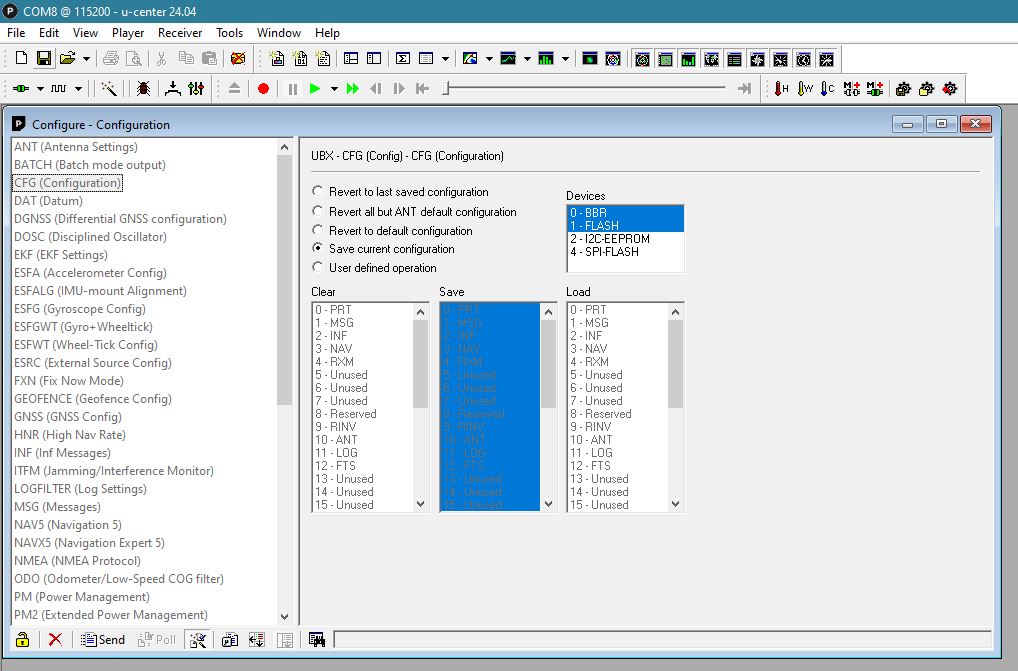 COM8 @ 115200 - u-center 24.04
File Edit View Player Receiver Tools Window Help
H W C M M
Configure - Configuration
ANT (Antenna Settings)
BATCH (Batch mode output)
CFG (Configuration)
DAT (Datum)
DGNSS (Differential GNSS configuration)
DOSC (Disciplined Oscillator)
EKF (EKF Settings)
ESFA (Accelerometer Config)
ESFALG (IMU-mount Alignment)
ESFG (Gyroscope Config)
ESFGWT (Gyro+Wheeltick)
ESFWT (Wheel-Tick Config)
ESRC (External Source Config)
FXN (Fix Now Mode)
GEOFENCE (Geofence Config)
GNSS (GNSS Config)
HNR (High Nav Rate)
INF (Inf Messages)
ITFM (Jamming/Interference Monitor)
LOGFILTER (Log Settings)
MSG (Messages)
NAV5 (Navigation 5)
NAVX5 (Navigation Expert 5)
NMEA (NMEA Protocol)
ODO (Odometer/Low-Speed COG filter)
PM (Power Management)
PM2 (Extended Power Management)
UBX - CFG (Config) - CFG (Configuration)
Revert to last saved configuration
Revert all but ANT default configuration
Revert to default configuration
Save current configuration
User defined operation
Devices
0 - BBR
1 - FLASH
2 - I2C-EEPROM
4 - SPI-FLASH
Clear
0 - PRT
1 - MSG
2 - INF
3 - NAV
4 - RXM
5 - Unused
6 - Unused
7 - Unused
8 - Reserved
9 - RINV
10 - ANT
11 - LOG
12 - FTS
13 - Unused
14 - Unused
15 - Unused
Save
0 - PRT
1 - MSG
2 - INF
3 - NAV
4 - RXM
5 - Unused
6 - Unused
7 - Unused
8 - Reserved
9 - RINV
10 - ANT
11 - LOG
12 - FTS
13 - Unused
14 - Unused
15 - Unused
Load
0 - PRT
1 - MSG
2 - INF
3 - NAV
4 - RXM
5 - Unused
6 - Unused
7 - Unused
8 - Reserved
9 - RINV
10 - ANT
11 - LOG
12 - FTS
13 - Unused
14 - Unused
15 - Unused
Send Poll